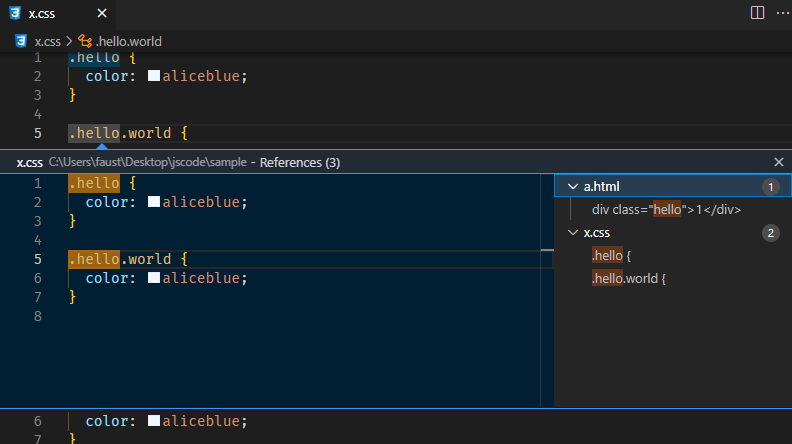 x.css
x.css > .hello.world
1 .hello {
2 color: aliceblue;
3 }
4
5 .hello.world {
x.css C:\Users\faust\Desktop\jscode\sample - References (3)
1 .hello {
2 color: aliceblue;
3 }
4
5 .hello.world {
6 color: aliceblue;
7 }
8
a.html 1
div class="hello">1</div>
x.css 2
.hello {
.hello.world {
6 color: aliceblue;
7 }